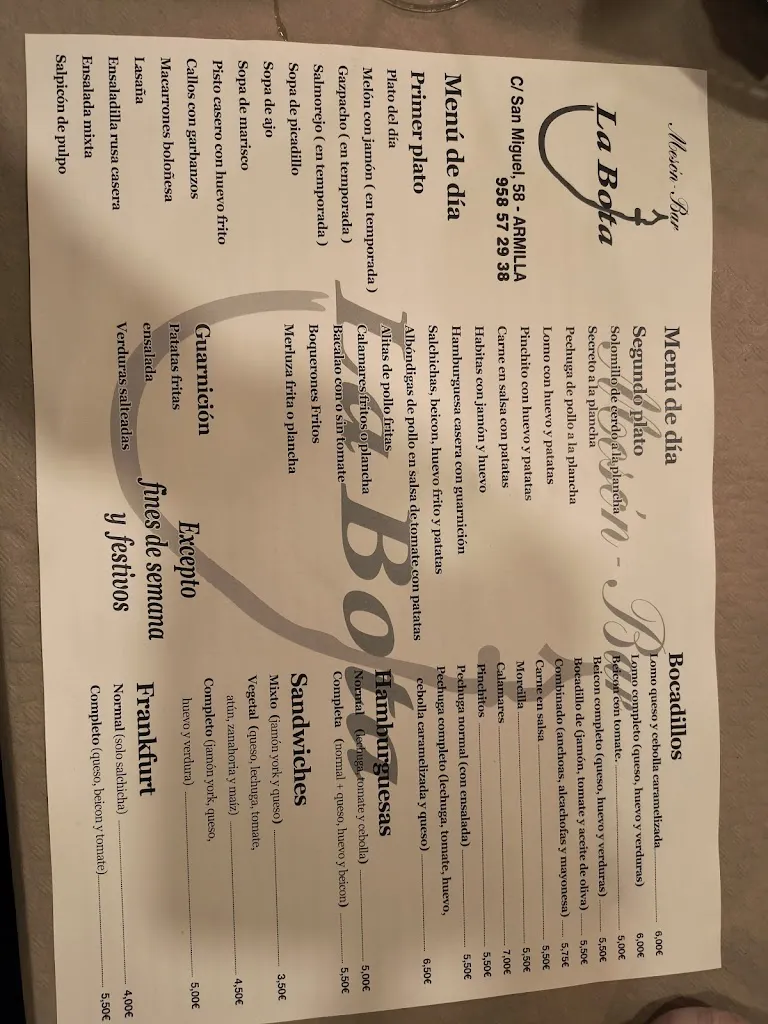 Mesón - Bar
La Bota
C/ San Miguel, 58 - ARMILLA
958 57 29 38
Menú de día
Primer plato
Plato del día
Melón con jamón ( en temporada )
Gazpacho ( en temporada )
Salmorejo ( en temporada )
Sopa de picadillo
Sopa de ajo
Sopa de marisco
Pisto casero con huevo frito
Callos con garbanzos
Macarrones boloñesa
Lasaña
Ensaladilla rusa casera
Ensalada mixta
Salpicón de pulpo
Menú de día
Segundo plato
Solomillo de cerdo a la plancha
Secreto a la plancha
Pechuga de pollo a la plancha
Lomo con huevo y patatas
Pinchito con huevo y patatas
Carne en salsa con patatas
Habitas con jamón y huevo
Hamburguesa casera con guarnición
Salchichas, beicon, huevo frito y patatas
Albóndigas de pollo en salsa de tomate con patatas
Alitas de pollo fritas
Calamares fritos o plancha
Bacalao con o sin tomate
Boquerones Fritos
Merluza frita o plancha
Guarnición
Patatas fritas
ensalada
Verduras salteadas
Excepto
fines de semana
y festivos
Bocadillos
Lomo queso y cebolla caramelizada 6,00€
Lomo completo (queso, huevo y verduras) 6,00€
Beicon con tomate. 5,00€
Beicon completo (queso, huevo y verduras) 5,50€
Bocadillo de (jamón, tomate y aceite de oliva) 5,50€
Combinado (anchoas, alcachofas y mayonesa) 5,75€
Carne en salsa 5,50€
Morcilla 5,50€
Calamares 7,00€
Pinchitos 5,50€
Pechuga normal (con ensalada) 5,50€
Pechuga completo (lechuga, tomate, huevo,
cebolla caramelizada y queso) 6,50€
Hamburguesas
Normal (lechuga, tomate y cebolla) 5,00€
Completa (normal + queso, huevo y beicon) 5,50€
Sandwiches
Mixto (jamón york y queso) 3,50€
Vegetal (queso, lechuga, tomate,
atún, zanahoria y maíz) 4,50€
Completo (jamón york, queso,
huevo y verdura) 5,00€
Frankfurt
Normal (solo salchicha) 4,00€
Completo (queso, beicon y tomate) 5,50€
Mesón - Bar
La Bota